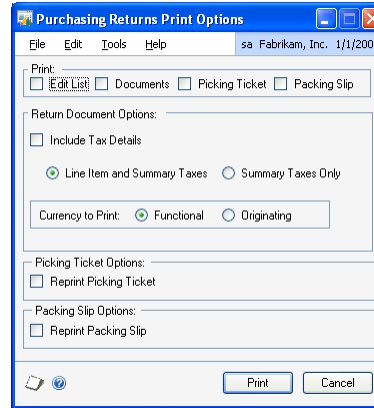 Purchasing Returns Print Options
File Edit Tools Help sa Fabrikam, Inc. 1/1/200
Print:
Edit List Documents Picking Ticket Packing Slip
Return Document Options:
Include Tax Details
Line Item and Summary Taxes Summary Taxes Only
Currency to Print: Functional Originating
Picking Ticket Options:
Reprint Picking Ticket
Packing Slip Options:
Reprint Packing Slip
Print Cancel